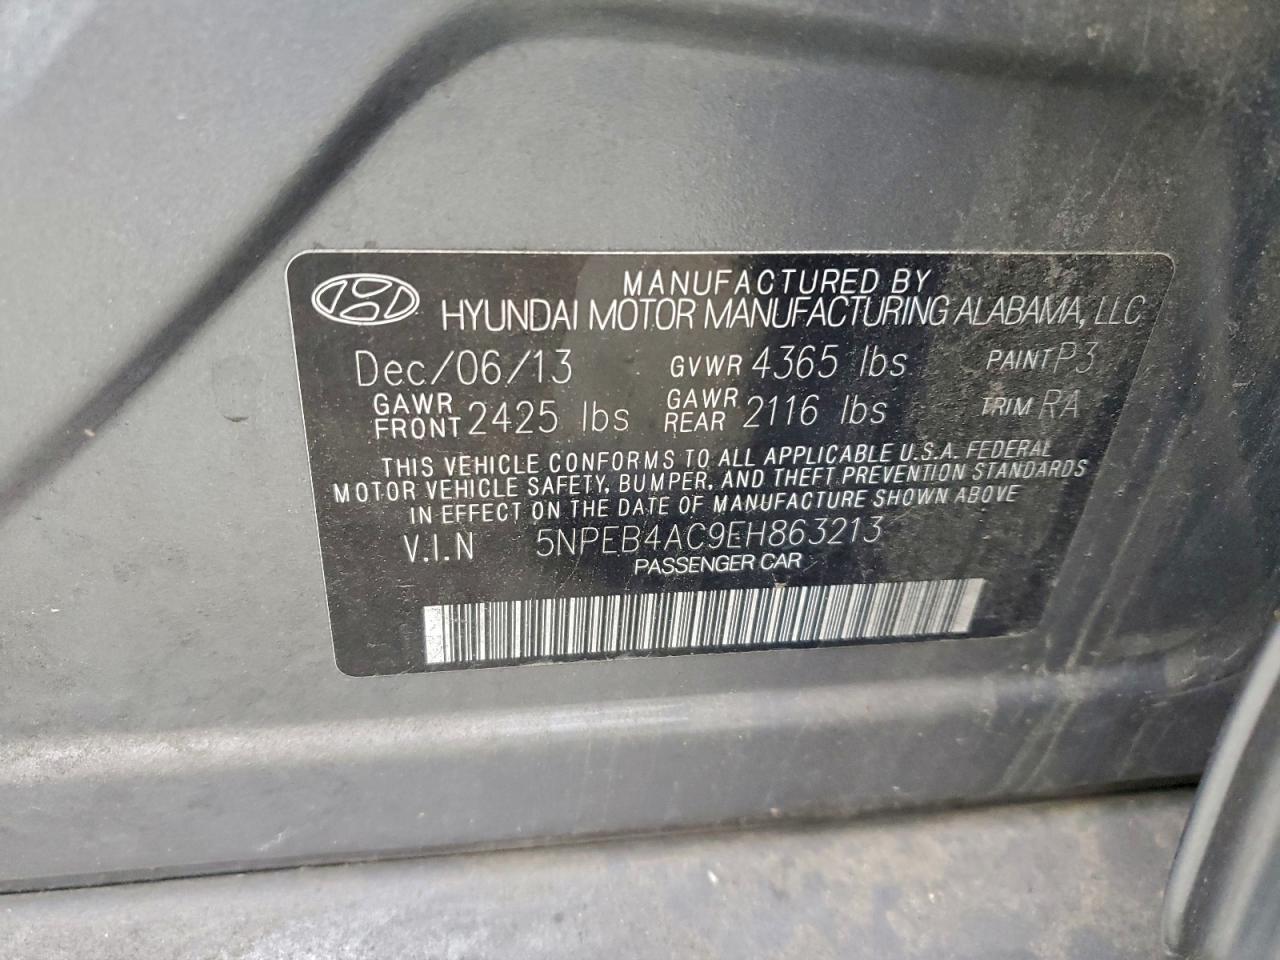 MANUFACTURED BY
HYUNDAI MOTOR MANUFACTURING ALABAMA, LLC
Dec/06/13 GVWR 4365 lbs PAINT P3
GAWR FRONT 2425 lbs GAWR REAR 2116 lbs TRIM RA
THIS VEHICLE CONFORMS TO ALL APPLICABLE U.S.A. FEDERAL
MOTOR VEHICLE SAFETY, BUMPER, AND THEFT PREVENTION STANDARDS
IN EFFECT ON THE DATE OF MANUFACTURE SHOWN ABOVE
V.I.N 5NPEB4AC9EH863213
PASSENGER CAR